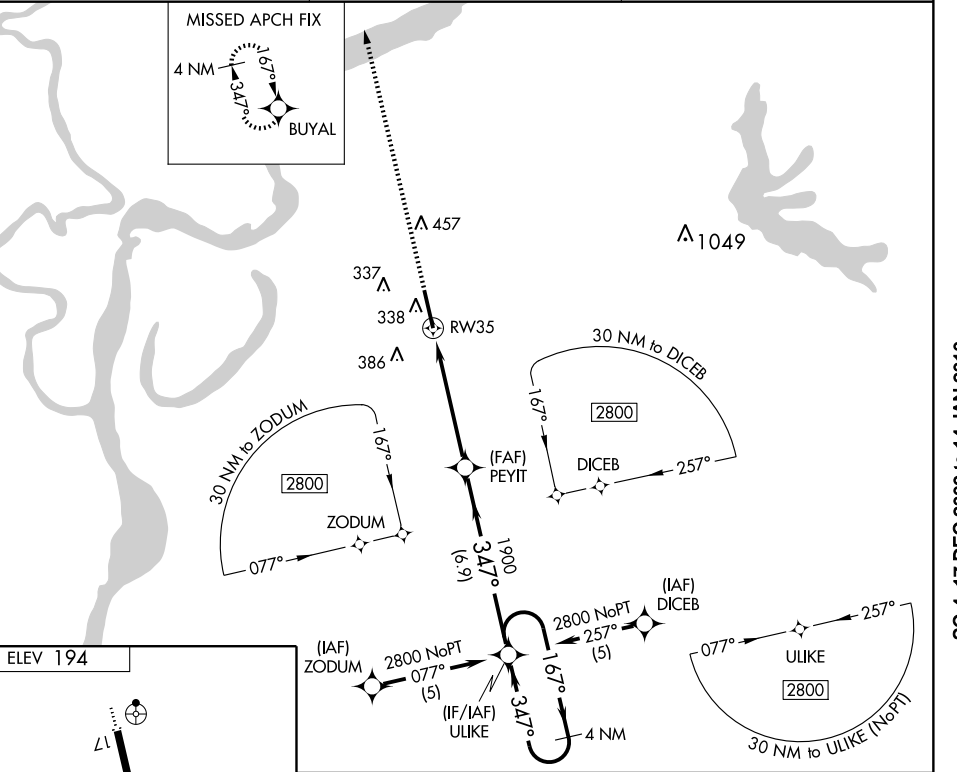 MISSED APCH FIX
4 NM
167°
347°
BUYAL
457
1049
337
338
RW35
386
30 NM to DICEB
167°
2800
DICEB
257°
30 NM to ZODUM
167°
2800
ZODUM
077°
(FAF)
PEYIT
1900
347°
(6.9)
(IAF)
DICEB
2800 NoPT
257°
(5)
(IAF)
ZODUM
2800 NoPT
077°
(5)
(IF/IAF)
ULIKE
167°
347°
4 NM
077°
257°
ULIKE
2800
30 NM to ULIKE (NoPT)
ELEV 194
17